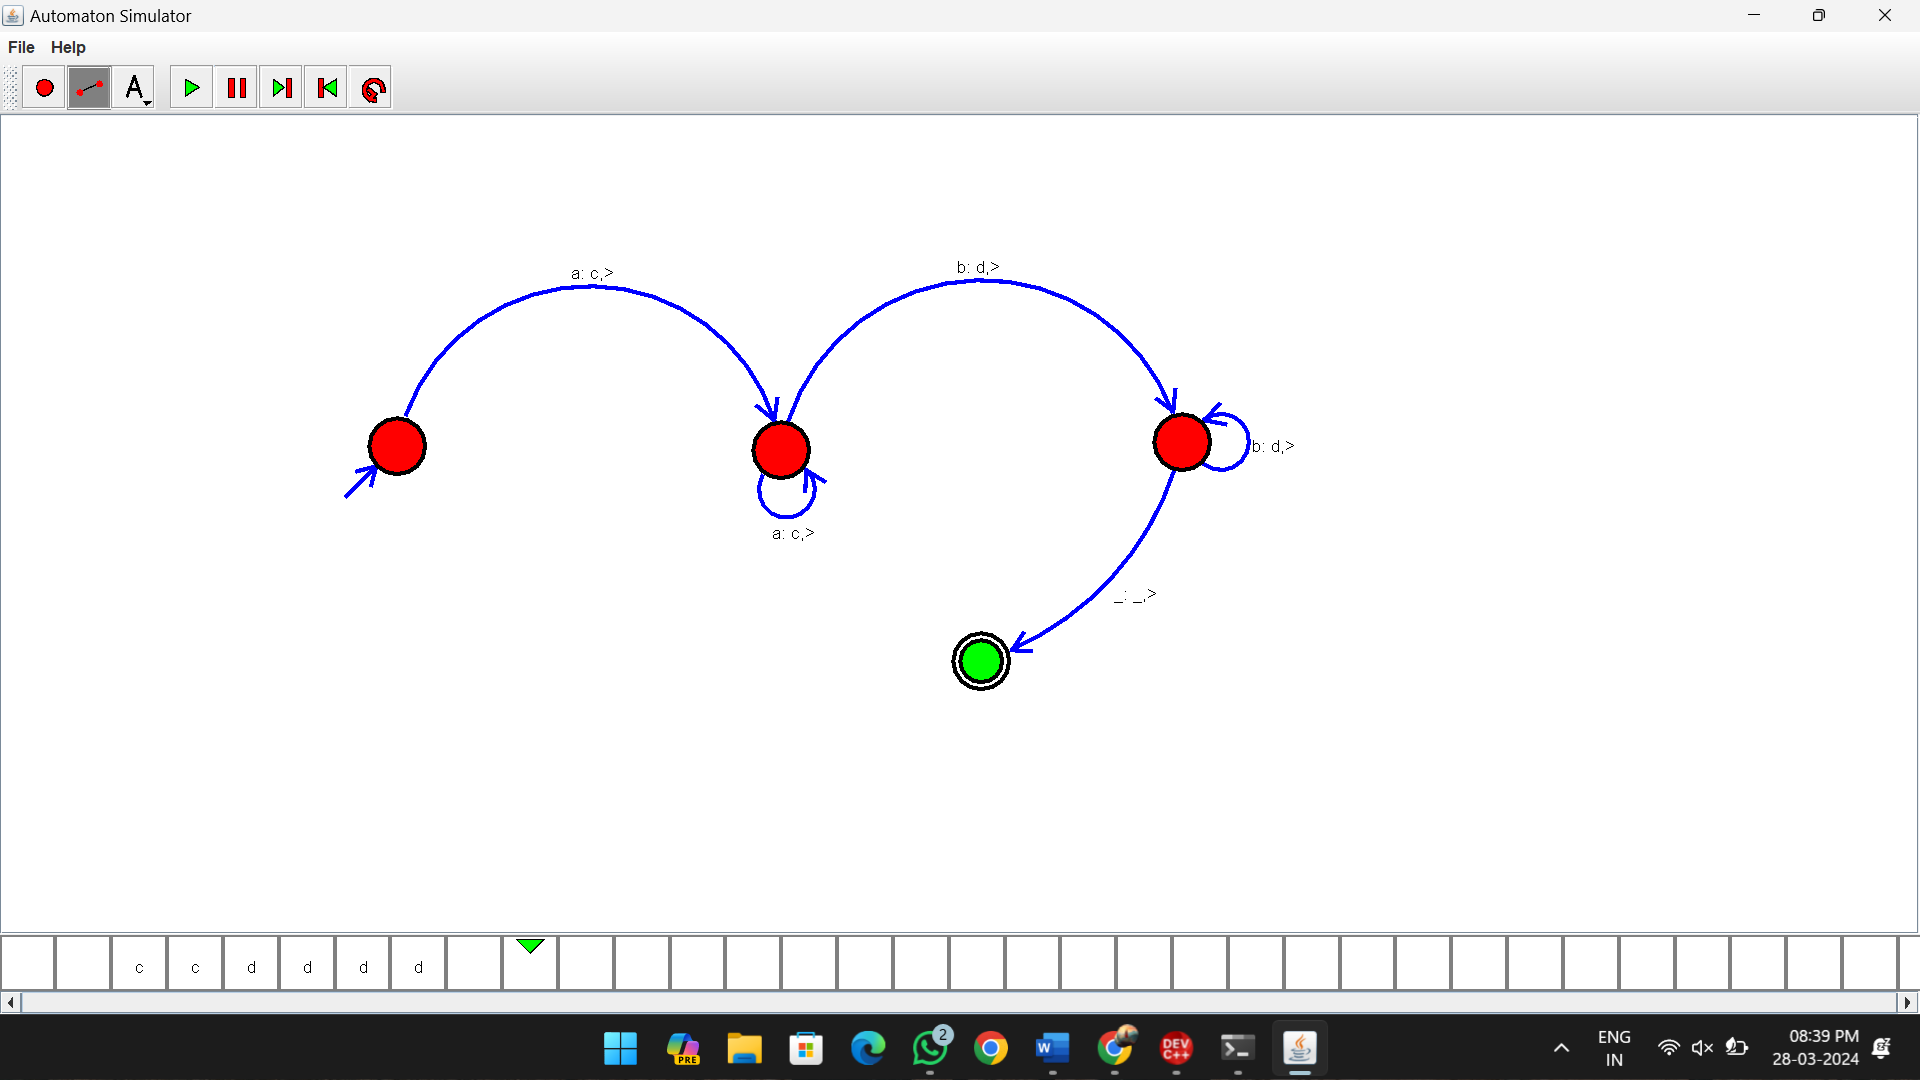 Automaton Simulator
File Help
A
b: d,>
a: c,>
b: d,>
a: c,>
_: _,>
c c d d d d
2
PRE
W
DEV C++
ENG
IN
08:39 PM
28-03-2024